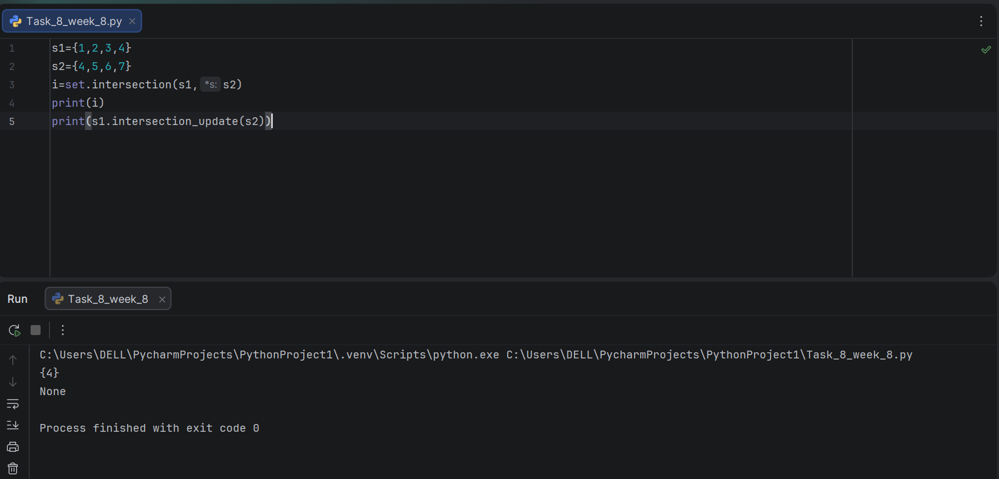 Task_8_week_8.py
1 s1={1,2,3,4}
2 s2={4,5,6,7}
3 i=set.intersection(s1, *s: s2)
4 print(i)
5 print(s1.intersection_update(s2))
Run Task_8_week_8
C:\Users\DELL\PycharmProjects\PythonProject1\.venv\Scripts\python.exe C:\Users\DELL\PycharmProjects\PythonProject1\Task_8_week_8.py
{4}
None
Process finished with exit code 0